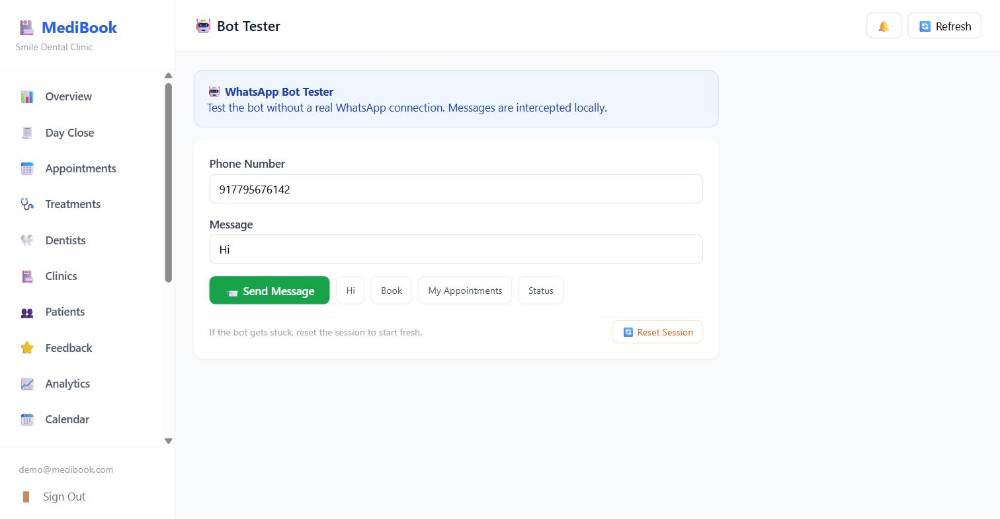 MediBook
Smile Dental Clinic
Overview
Day Close
Appointments
Treatments
Dentists
Clinics
Patients
Feedback
Analytics
Calendar
demo@medibook.com
Sign Out
Bot Tester
Refresh
WhatsApp Bot Tester
Test the bot without a real WhatsApp connection. Messages are intercepted locally.
Phone Number
917795676142
Message
Hi
Send Message Hi Book My Appointments Status
If the bot gets stuck, reset the session to start fresh. Reset Session